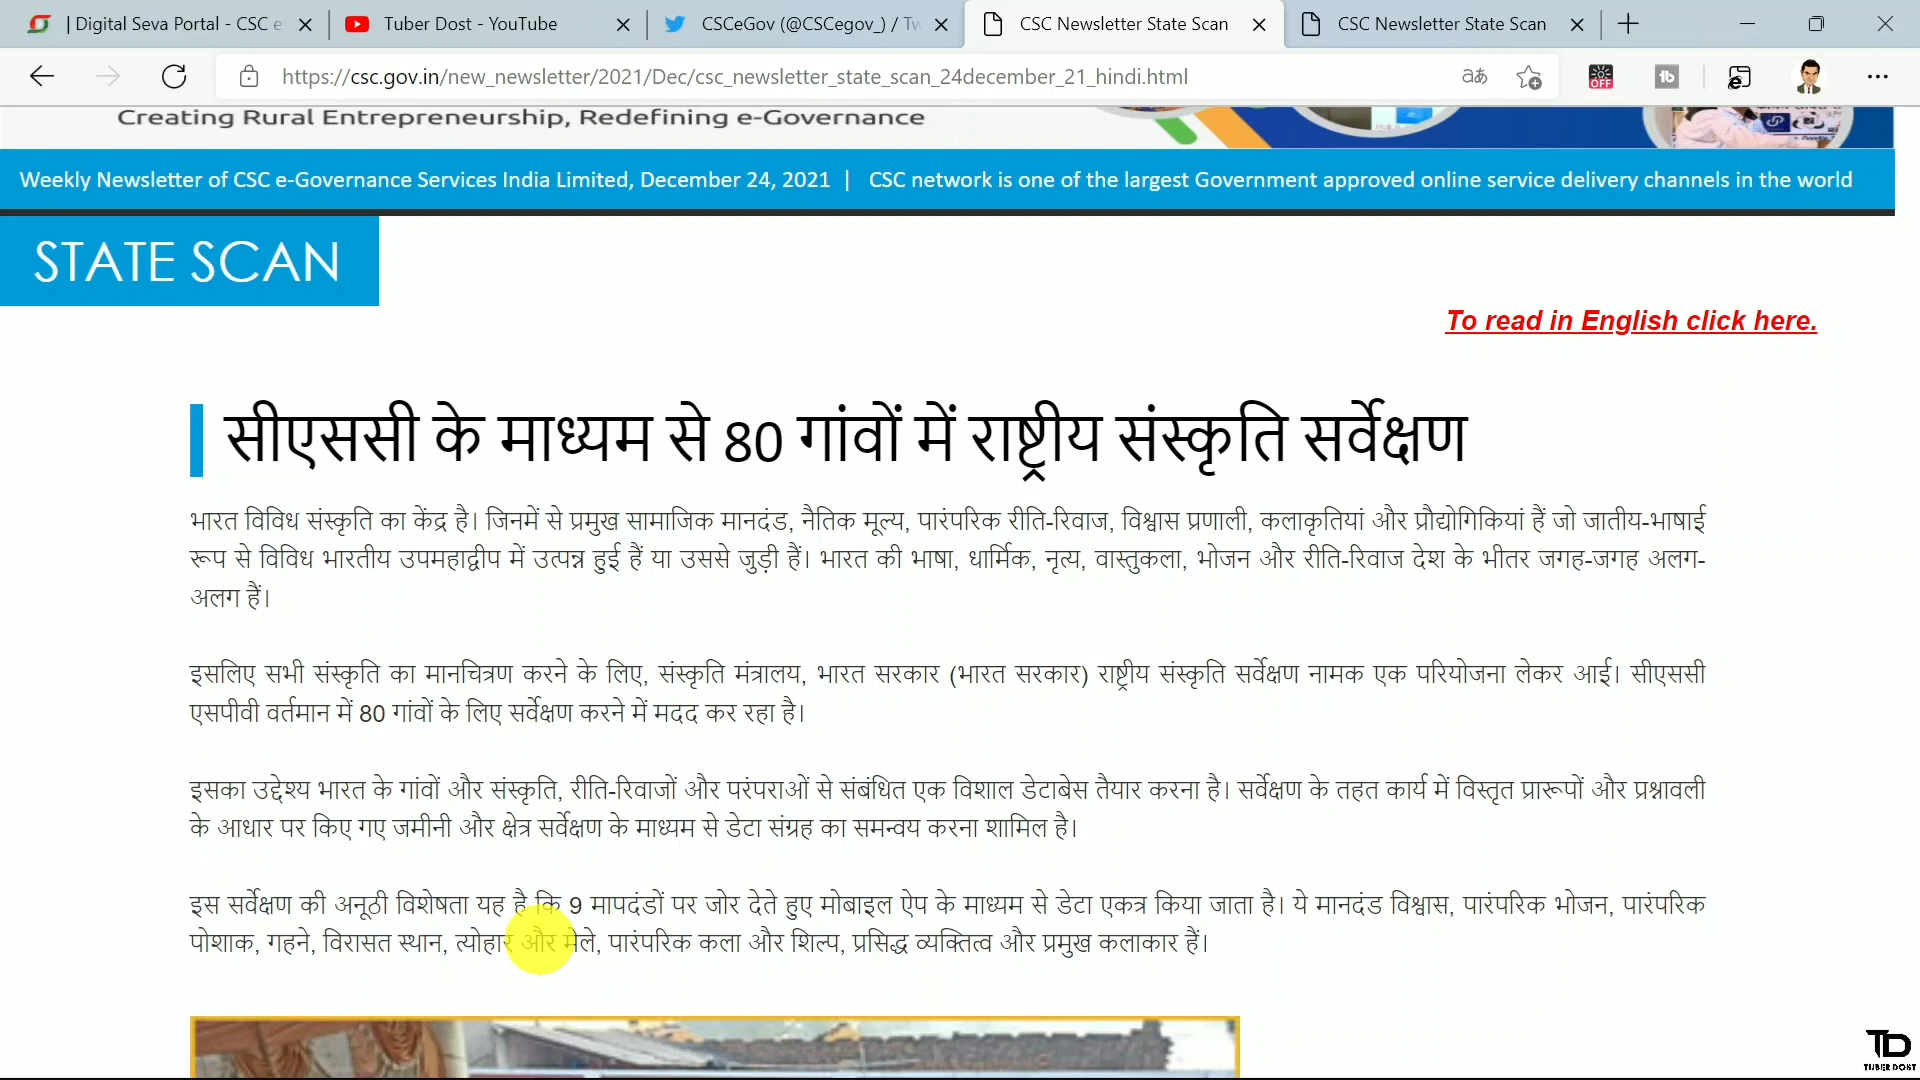 | Digital Seva Portal - CSC e
Tuber Dost - YouTube
CSCeGov (@CSCegov_) / Tw
CSC Newsletter State Scan
CSC Newsletter State Scan
https://csc.gov.in/new_newsletter/2021/Dec/csc_newsletter_state_scan_24december_21_hindi.html
aあ
OFF
tb
Creating Rural Entrepreneurship, Redefining e-Governance
Weekly Newsletter of CSC e-Governance Services India Limited, December 24, 2021 | CSC network is one of the largest Government approved online service delivery channels in the world
STATE SCAN
To read in English click here.
सीएससी के माध्यम से 80 गांवों में राष्ट्रीय संस्कृति सर्वेक्षण
भारत विविध संस्कृति का केंद्र है। जिनमें से प्रमुख सामाजिक मानदंड, नैतिक मूल्य, पारंपरिक रीति-रिवाज, विश्वास प्रणाली, कलाकृतियां और प्रौद्योगिकियां हैं जो जातीय-भाषाई
रूप से विविध भारतीय उपमहाद्वीप में उत्पन्न हुई हैं या उससे जुड़ी हैं। भारत की भाषा, धार्मिक, नृत्य, वास्तुकला, भोजन और रीति-रिवाज देश के भीतर जगह-जगह अलग-
अलग हैं।
इसलिए सभी संस्कृति का मानचित्रण करने के लिए, संस्कृति मंत्रालय, भारत सरकार (भारत सरकार) राष्ट्रीय संस्कृति सर्वेक्षण नामक एक परियोजना लेकर आई। सीएससी
एसपीवी वर्तमान में 80 गांवों के लिए सर्वेक्षण करने में मदद कर रहा है।
इसका उद्देश्य भारत के गांवों और संस्कृति, रीति-रिवाजों और परंपराओं से संबंधित एक विशाल डेटाबेस तैयार करना है। सर्वेक्षण के तहत कार्य में विस्तृत प्रारूपों और प्रश्नावली
के आधार पर किए गए जमीनी और क्षेत्र सर्वेक्षण के माध्यम से डेटा संग्रह का समन्वय करना शामिल है।
इस सर्वेक्षण की अनूठी विशेषता यह है कि 9 मापदंडों पर जोर देते हुए मोबाइल ऐप के माध्यम से डेटा एकत्र किया जाता है। ये मानदंड विश्वास, पारंपरिक भोजन, पारंपरिक
पोशाक, गहने, विरासत स्थान, त्योहार और मेले, पारंपरिक कला और शिल्प, प्रसिद्ध व्यक्तित्व और प्रमुख कलाकार हैं।
TD
TUBER DOST